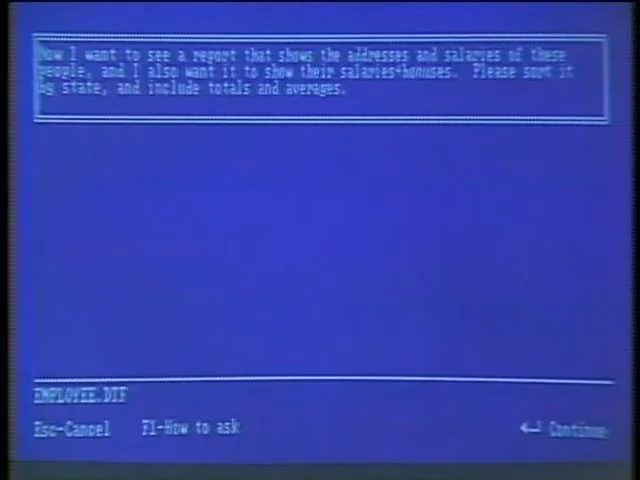 Now I want to see a report that shows the addresses and salaries of these
people, and I also want it to show their salaries+bonuses. Please sort it
by state, and include totals and averages.
EMPLOYEE.DTF
Esc-Cancel F1-How to ask ↵ Continue